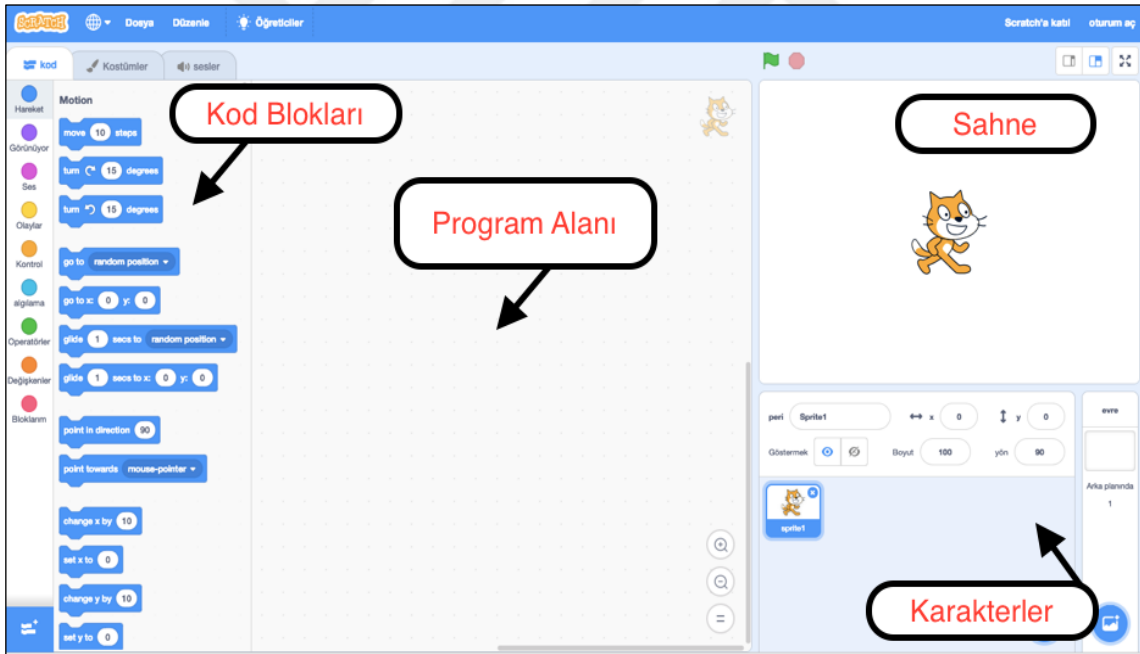 SCRATCH
Dosya
Düzenle
Öğreticiler
Scratch'a katıl
oturum aç
kod
Kostümler
sesler
Hareket
Görünüyor
Ses
Olaylar
Kontrol
algılama
Operatörler
Değişkenler
Bloklarım
Motion
move 10 steps
turn 15 degrees
turn 15 degrees
go to random position
go to x: 0 y: 0
glide 1 secs to random position
glide 1 secs to x: 0 y: 0
point in direction 90
point towards mouse-pointer
change x by 10
set x to 0
change y by 10
set y to 0
Kod Blokları
Program Alanı
Sahne
peri Sprite1 x 0 y 0
Göstermek Boyut 100 yön 90
sprite1
evre
Arka planında
1
Karakterler